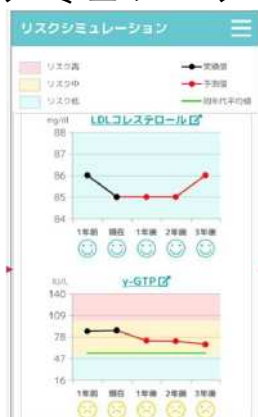 リスクシミュレーション
リスク高
リスク中
リスク低
実績値
予測値
同年代平均値
mg/dl
LDLコレステロール
88
87
86
85
84
1年前 現在 1年後 2年後 3年後
IU/L
γ-GTP
140
109
78
47
16
1年前 現在 1年後 2年後 3年後